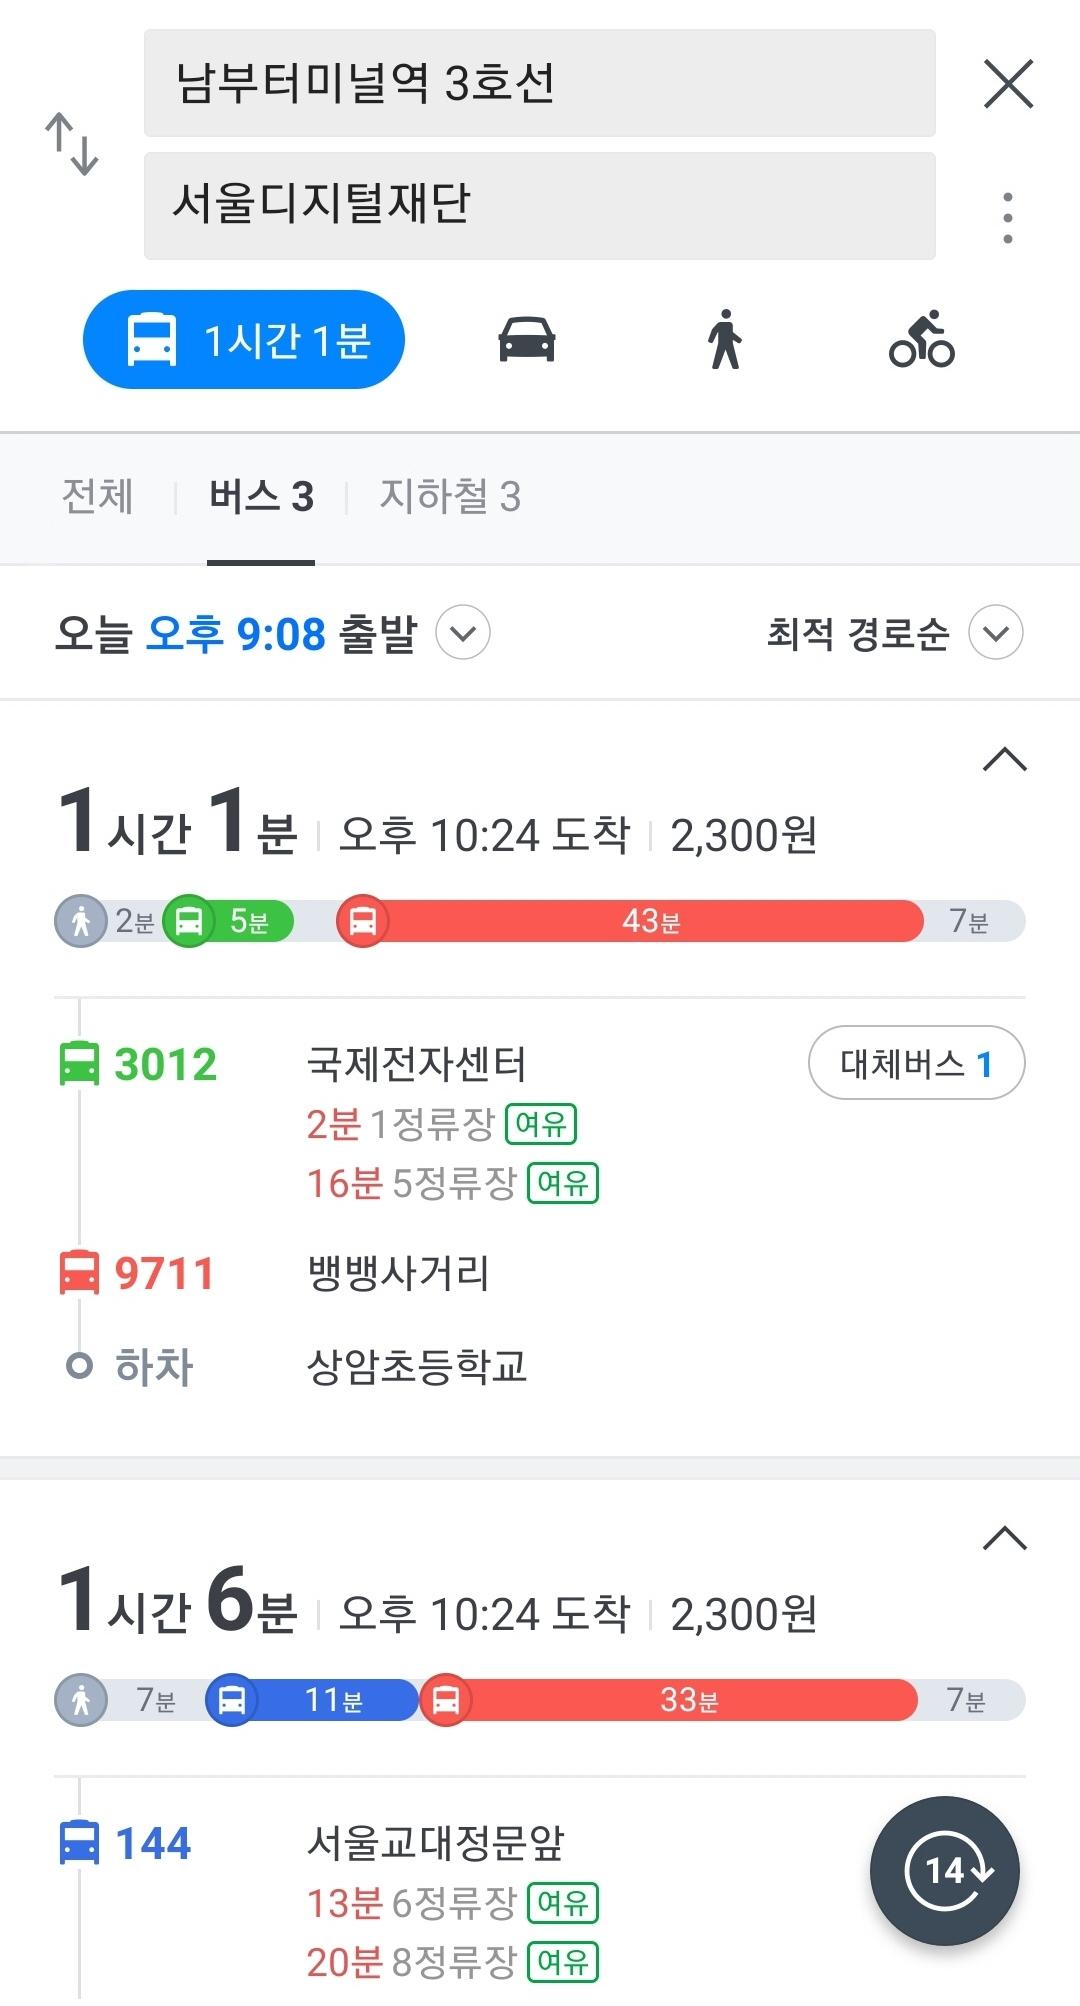 남부터미널역 3호선
서울디지털재단
1시간 1분
전체 버스 3 지하철 3
오늘 오후 9:08 출발 최적 경로순
1시간 1분 오후 10:24 도착 2,300원
2분 5분 43분 7분
3012 국제전자센터 대체버스 1
2분 1정류장 여유
16분 5정류장 여유
9711 뱅뱅사거리
하차 상암초등학교
1시간 6분 오후 10:24 도착 2,300원
7분 11분 33분 7분
144 서울교대정문앞
13분 6정류장 여유
14
20분 8정류장 여유